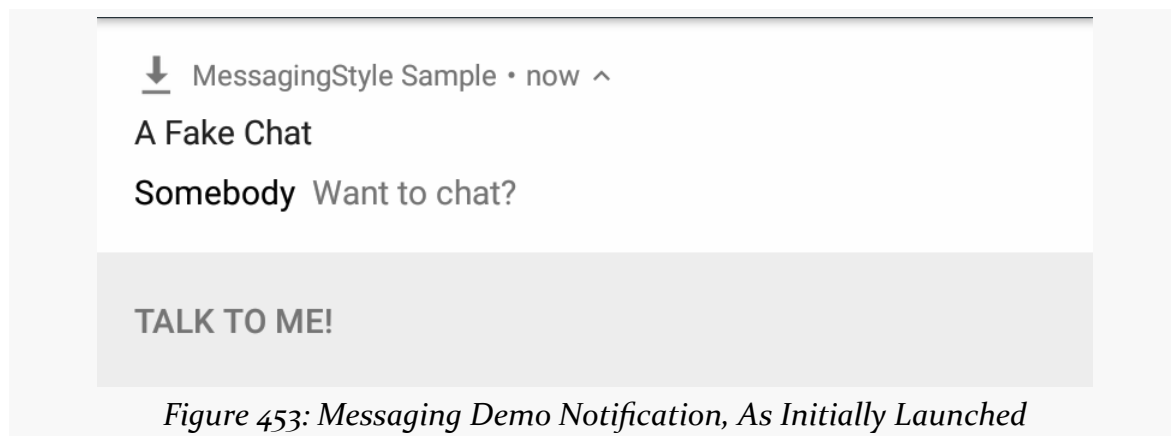 MessagingStyle Sample • now
A Fake Chat
Somebody Want to chat?
TALK TO ME!
Figure 453: Messaging Demo Notification, As Initially Launched